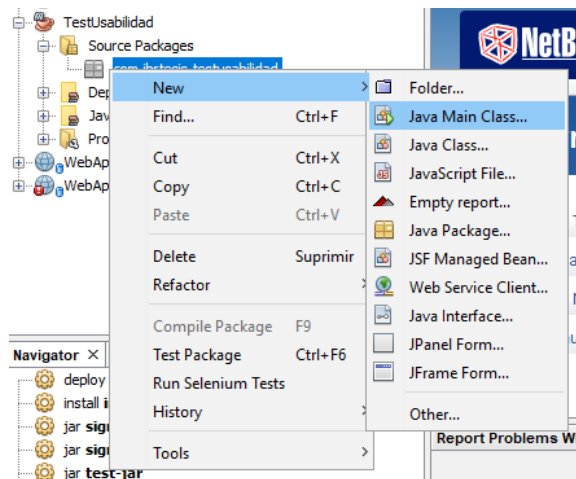 TestUsabilidad
Source Packages
New
Find... Ctrl+F
Cut Ctrl+X
Copy Ctrl+C
Paste Ctrl+V
Delete Suprimir
Refactor
Compile Package F9
Test Package Ctrl+F6
Run Selenium Tests
History
Tools
Folder...
Java Main Class...
Java Class...
JavaScript File...
Empty report...
Java Package...
JSF Managed Bean...
Web Service Client...
Java Interface...
JPanel Form...
JFrame Form...
Other...
Dep
Jav
Pro
WebAp
WebAp
Navigator ×
deploy
install i
jar sign
jar sig
jar test-jar
NetB
Report Problems W